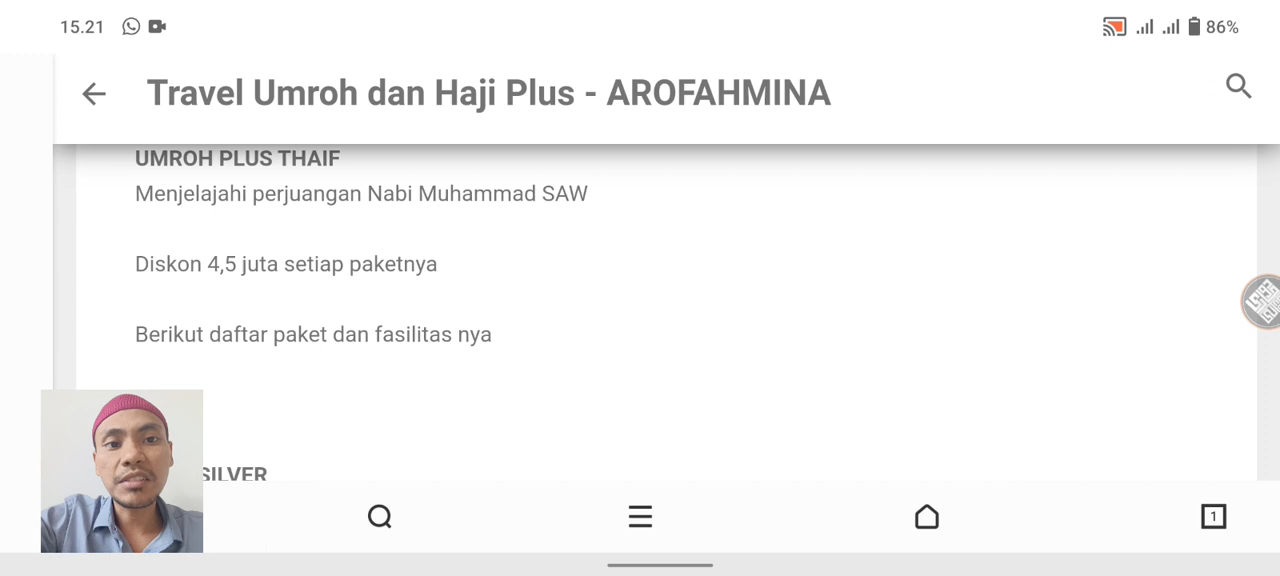 15.21
86%
Travel Umroh dan Haji Plus - AROFAHMINA
UMROH PLUS THAIF
Menjelajahi perjuangan Nabi Muhammad SAW
Diskon 4,5 juta setiap paketnya
Berikut daftar paket dan fasilitas nya
SILVER
1